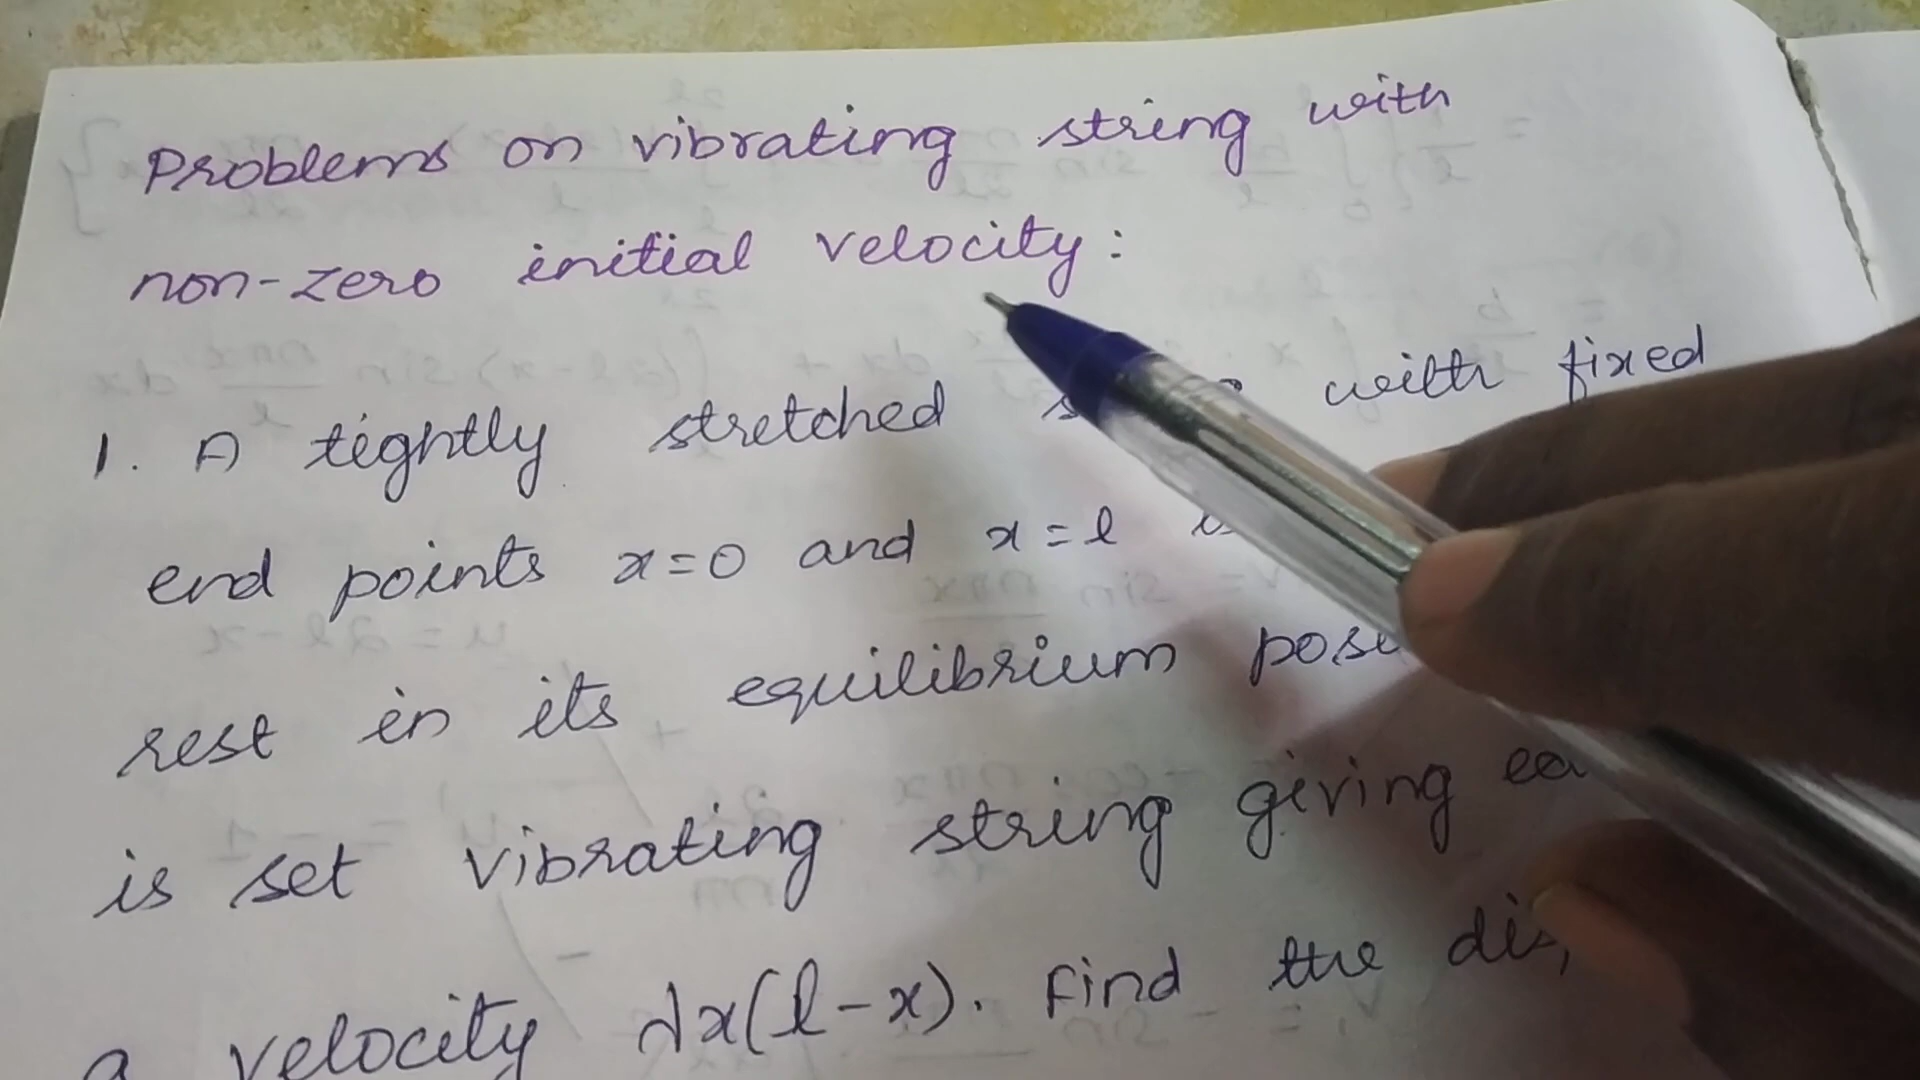 Problems on vibrating string with
non-zero initial velocity:
1. A tightly stretched with fixed
end points x=0 and x=l
rest in its equilibrium
is set vibrating string giving
a velocity λx(l-x). Find the